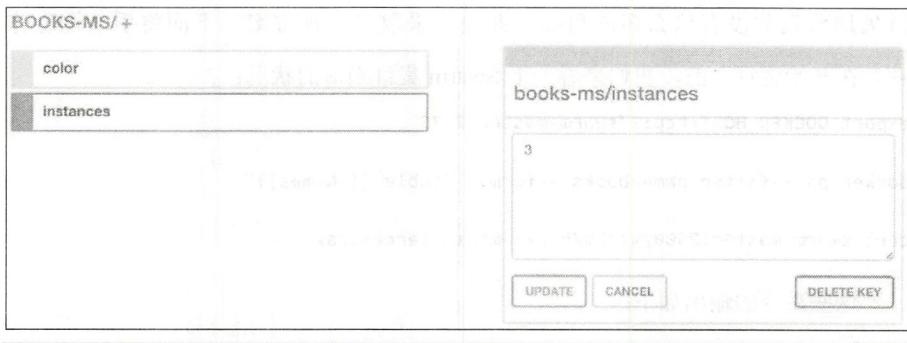 BOOKS-MS/ +
color
instances
books-ms/instances
3
UPDATE
CANCEL
DELETE KEY